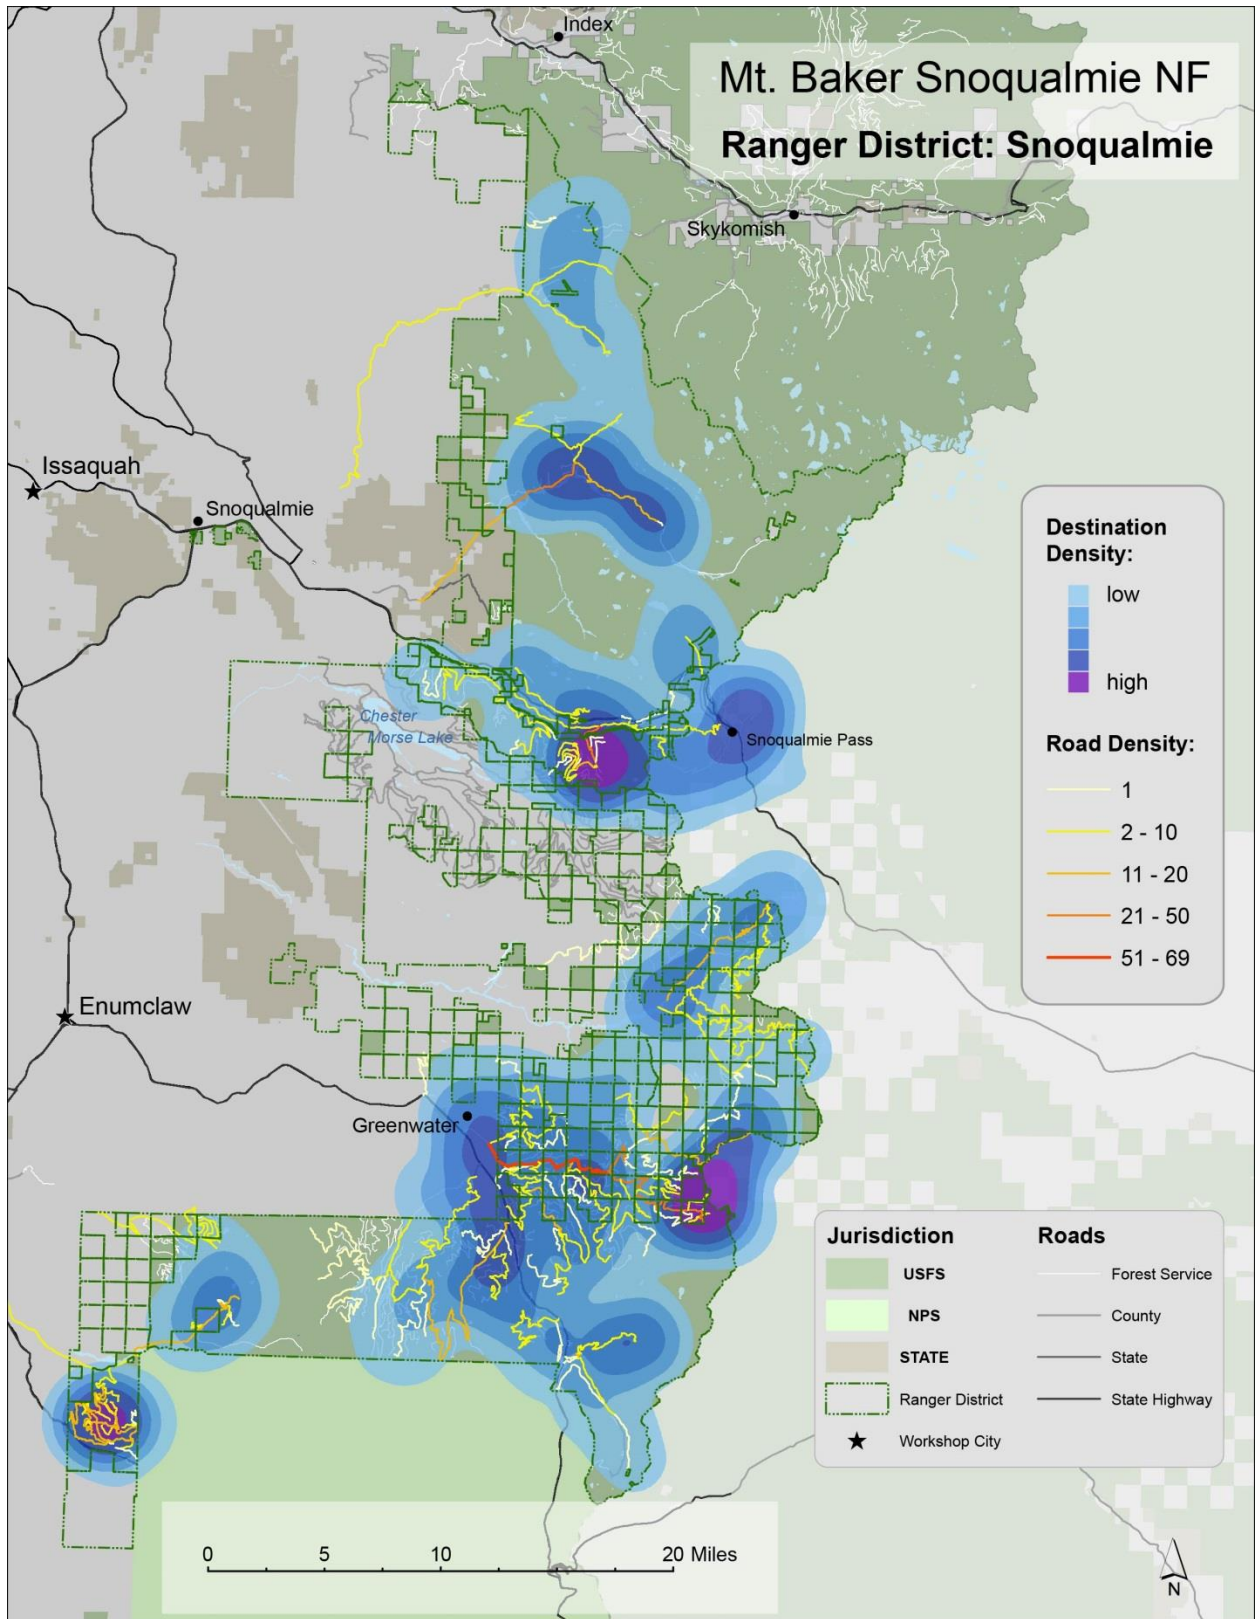 Index
Mt. Baker Snoqualmie NF
Ranger District: Snoqualmie
Skykomish
Issaquah
Snoqualmie
Destination
Density:
low
high
Chester
Morse Lake
Snoqualmie Pass
Road Density:
1
2 - 10
11 - 20
21 - 50
51 - 69
Enumclaw
Greenwater
Jurisdiction
Roads
USFS
Forest Service
NPS
County
STATE
State
Ranger District
State Highway
Workshop City
0 5 10 20 Miles
N